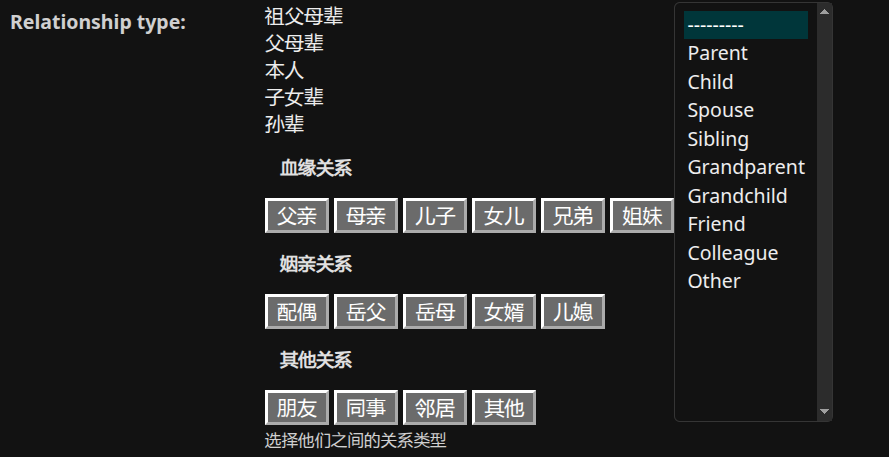 Relationship type:
祖父母辈
父母辈
本人
子女辈
孙辈
血缘关系
父亲 母亲 儿子 女儿 兄弟 姐妹
姻亲关系
配偶 岳父 岳母 女婿 儿媳
其他关系
朋友 同事 邻居 其他
选择他们之间的关系类型
---------
Parent
Child
Spouse
Sibling
Grandparent
Grandchild
Friend
Colleague
Other